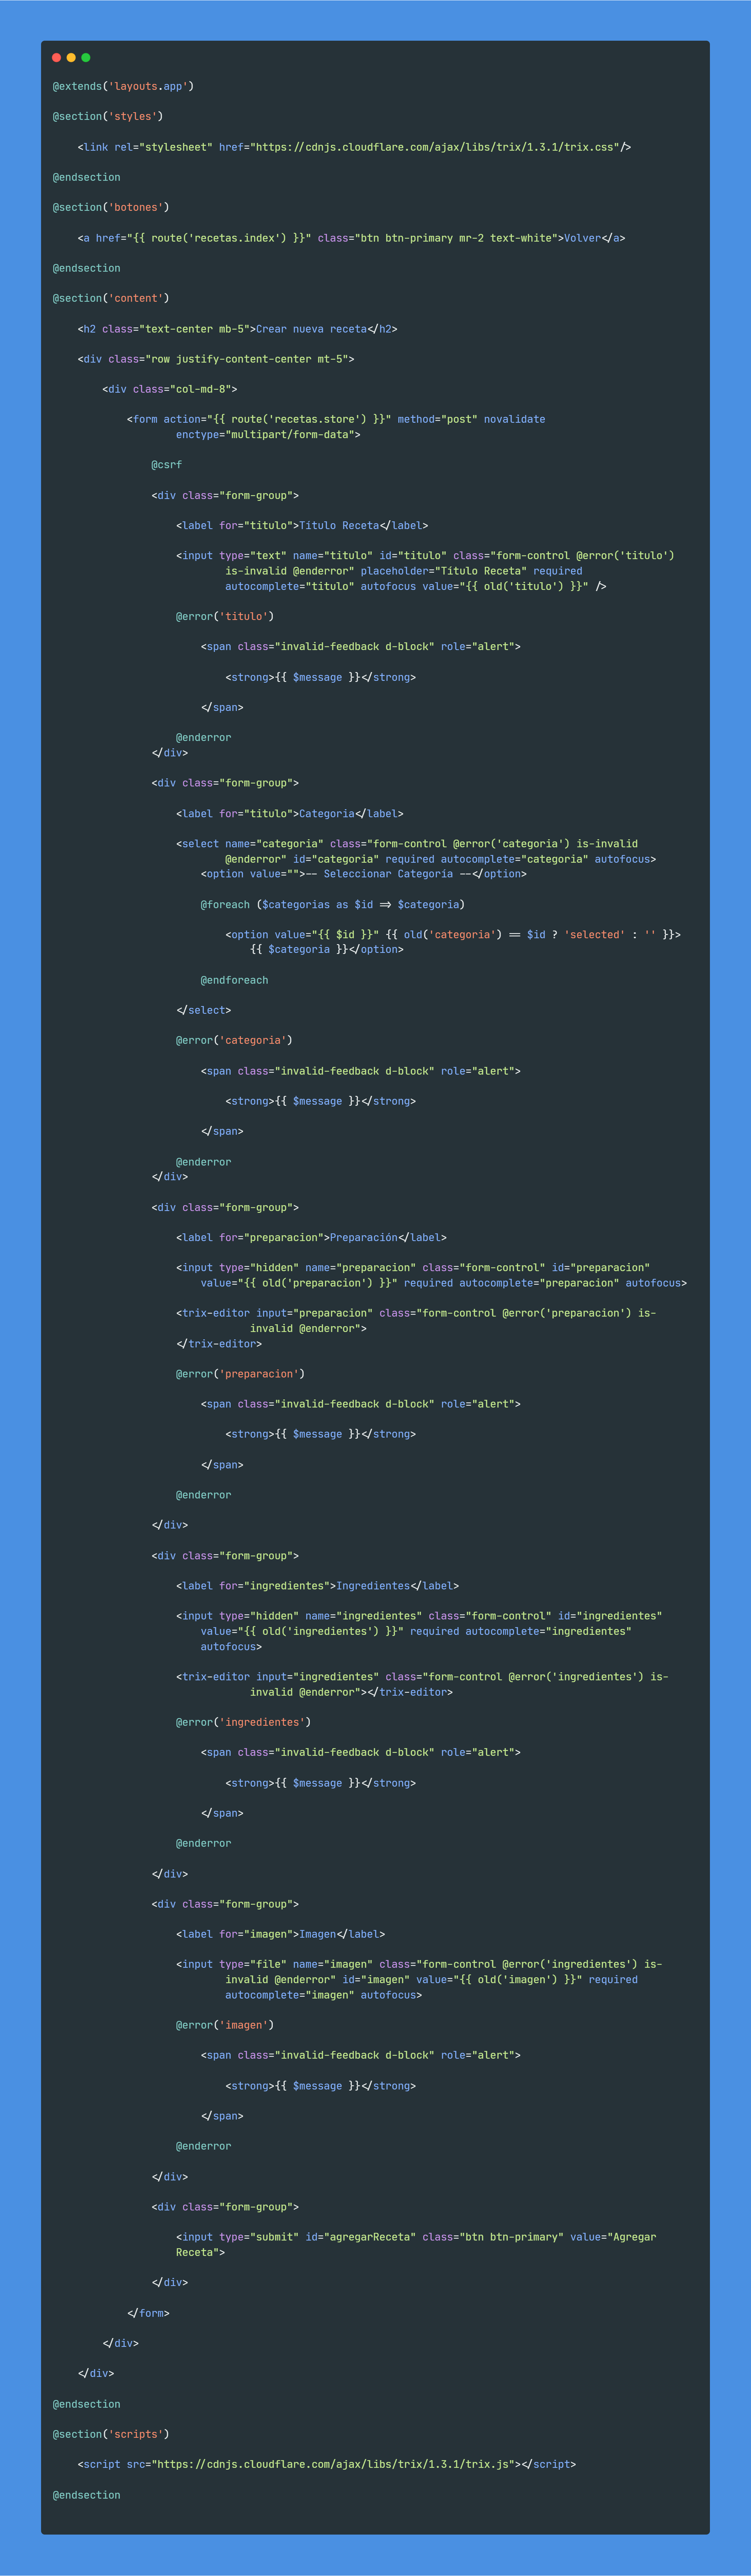 @extends('layouts.app')
@section('styles')
<link rel="stylesheet" href="https://cdnjs.cloudflare.com/ajax/libs/trix/1.3.1/trix.css"/>
@endsection
@section('botones')
<a href="{{ route('recetas.index') }}" class="btn btn-primary mr-2 text-white">Volver</a>
@endsection
@section('content')
<h2 class="text-center mb-5">Crear nueva receta</h2>
<div class="row justify-content-center mt-5">
<div class="col-md-8">
<form action="{{ route('recetas.store') }}" method="post" novalidate
enctype="multipart/form-data">
@csrf
<div class="form-group">
<label for="titulo">Titulo Receta</label>
<input type="text" name="titulo" id="titulo" class="form-control @error('titulo')
is-invalid @enderror" placeholder="Título Receta" required
autocomplete="titulo" autofocus value="{{ old('titulo') }}" />
@error('titulo')
<span class="invalid-feedback d-block" role="alert">
<strong>{{ $message }}</strong>
</span>
@enderror
</div>
<div class="form-group">
<label for="titulo">Categoria</label>
<select name="categoria" class="form-control @error('categoria') is-invalid
@enderror" id="categoria" required autocomplete="categoria" autofocus>
<option value="">-- Seleccionar Categoría --</option>
@foreach ($categorias as $id => $categoria)
<option value="{{ $id }}" {{ old('categoria') == $id ? 'selected' : '' }}>
{{ $categoria }}</option>
@endforeach
</select>
@error('categoria')
<span class="invalid-feedback d-block" role="alert">
<strong>{{ $message }}</strong>
</span>
@enderror
</div>
<div class="form-group">
<label for="preparacion">Preparación</label>
<input type="hidden" name="preparacion" class="form-control" id="preparacion"
value="{{ old('preparacion') }}" required autocomplete="preparacion" autofocus>
<trix-editor input="preparacion" class="form-control @error('preparacion') is-
invalid @enderror">
</trix-editor>
@error('preparacion')
<span class="invalid-feedback d-block" role="alert">
<strong>{{ $message }}</strong>
</span>
@enderror
</div>
<div class="form-group">
<label for="ingredientes">Ingredientes</label>
<input type="hidden" name="ingredientes" class="form-control" id="ingredientes"
value="{{ old('ingredientes') }}" required autocomplete="ingredientes"
autofocus>
<trix-editor input="ingredientes" class="form-control @error('ingredientes') is-
invalid @enderror"></trix-editor>
@error('ingredientes')
<span class="invalid-feedback d-block" role="alert">
<strong>{{ $message }}</strong>
</span>
@enderror
</div>
<div class="form-group">
<label for="imagen">Imagen</label>
<input type="file" name="imagen" class="form-control @error('ingredientes') is-
invalid @enderror" id="imagen" value="{{ old('imagen') }}" required
autocomplete="imagen" autofocus>
@error('imagen')
<span class="invalid-feedback d-block" role="alert">
<strong>{{ $message }}</strong>
</span>
@enderror
</div>
<div class="form-group">
<input type="submit" id="agregarReceta" class="btn btn-primary" value="Agregar
Receta">
</div>
</form>
</div>
</div>
@endsection
@section('scripts')
<script src="https://cdnjs.cloudflare.com/ajax/libs/trix/1.3.1/trix.js"></script>
@endsection